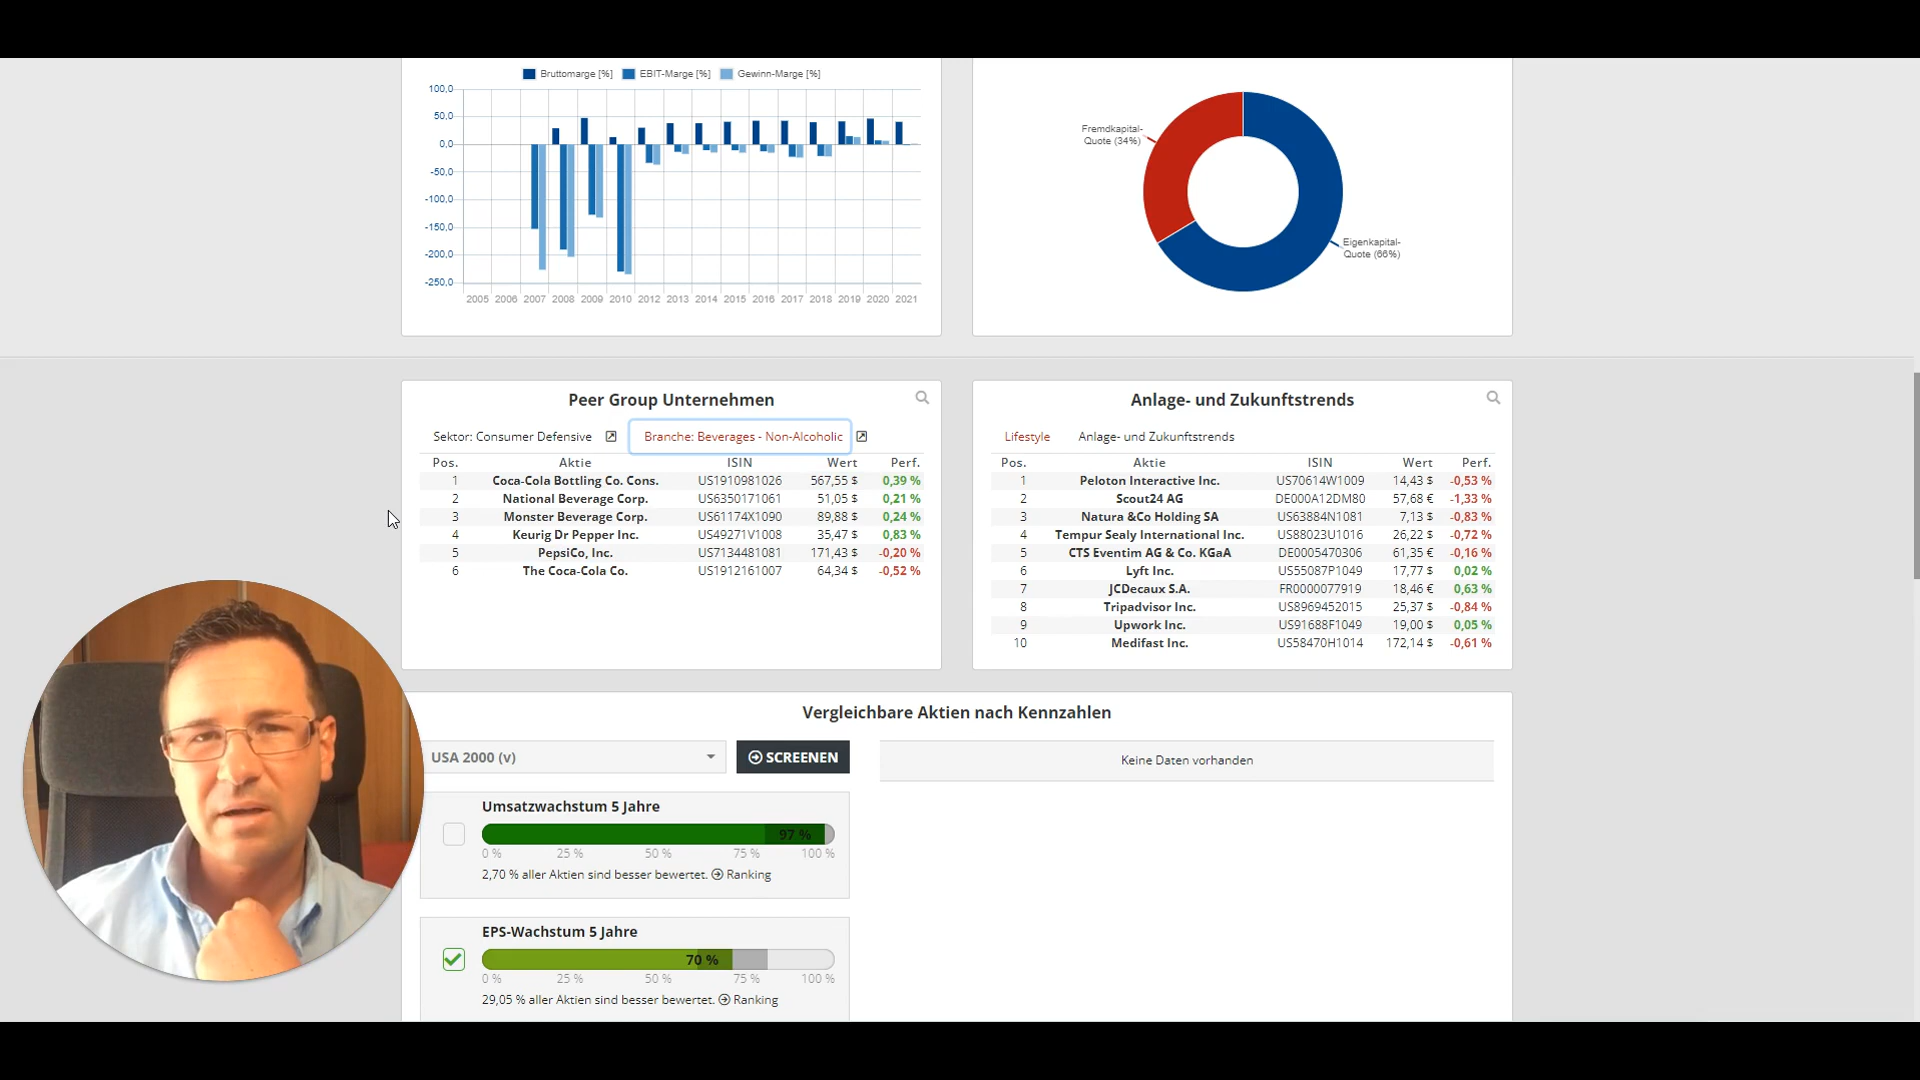 Bruttomarge [%] EBIT-Marge [%] Gewinn-Marge [%]
100,0
50,0
0,0
-50,0
-100,0
-150,0
-200,0
-250,0
2005 2006 2007 2008 2009 2010 2012 2013 2014 2015 2016 2017 2018 2019 2020 2021
Fremdkapital-
Quote (34%)
Eigenkapital-
Quote (66%)
Peer Group Unternehmen
Sektor: Consumer Defensive Branche: Beverages - Non-Alcoholic
Pos. Aktie ISIN Wert Perf.
1 Coca-Cola Bottling Co. Cons. US1910981026 567,55 $ 0,39 %
2 National Beverage Corp. US6350171061 51,05 $ 0,21 %
3 Monster Beverage Corp. US61174X1090 89,88 $ 0,24 %
4 Keurig Dr Pepper Inc. US49271V1008 35,47 $ 0,83 %
5 PepsiCo, Inc. US7134481081 171,43 $ -0,20 %
6 The Coca-Cola Co. US1912161007 64,34 $ -0,52 %
Anlage- und Zukunftstrends
Lifestyle Anlage- und Zukunftstrends
Pos. Aktie ISIN Wert Perf.
1 Peloton Interactive Inc. US70614W1009 14,43 $ -0,53 %
2 Scout24 AG DE000A12DM80 57,68 € -1,33 %
3 Natura &Co Holding SA US63884N1081 7,13 $ -0,83 %
4 Tempur Sealy International Inc. US88023U1016 26,22 $ -0,72 %
5 CTS Eventim AG & Co. KGaA DE0005470306 61,35 € -0,16 %
6 Lyft Inc. US55087P1049 17,77 $ 0,02 %
7 JCDecaux S.A. FR0000077919 18,46 € 0,63 %
8 Tripadvisor Inc. US8969452015 25,37 $ -0,84 %
9 Upwork Inc. US91688F1049 19,00 $ 0,05 %
10 Medifast Inc. US58470H1014 172,14 $ -0,61 %
Vergleichbare Aktien nach Kennzahlen
USA 2000 (v) SCREENEN
Keine Daten vorhanden
Umsatzwachstum 5 Jahre
97 %
0 % 25 % 50 % 75 % 100 %
2,70 % aller Aktien sind besser bewertet. Ranking
EPS-Wachstum 5 Jahre
70 %
0 % 25 % 50 % 75 % 100 %
29,05 % aller Aktien sind besser bewertet. Ranking